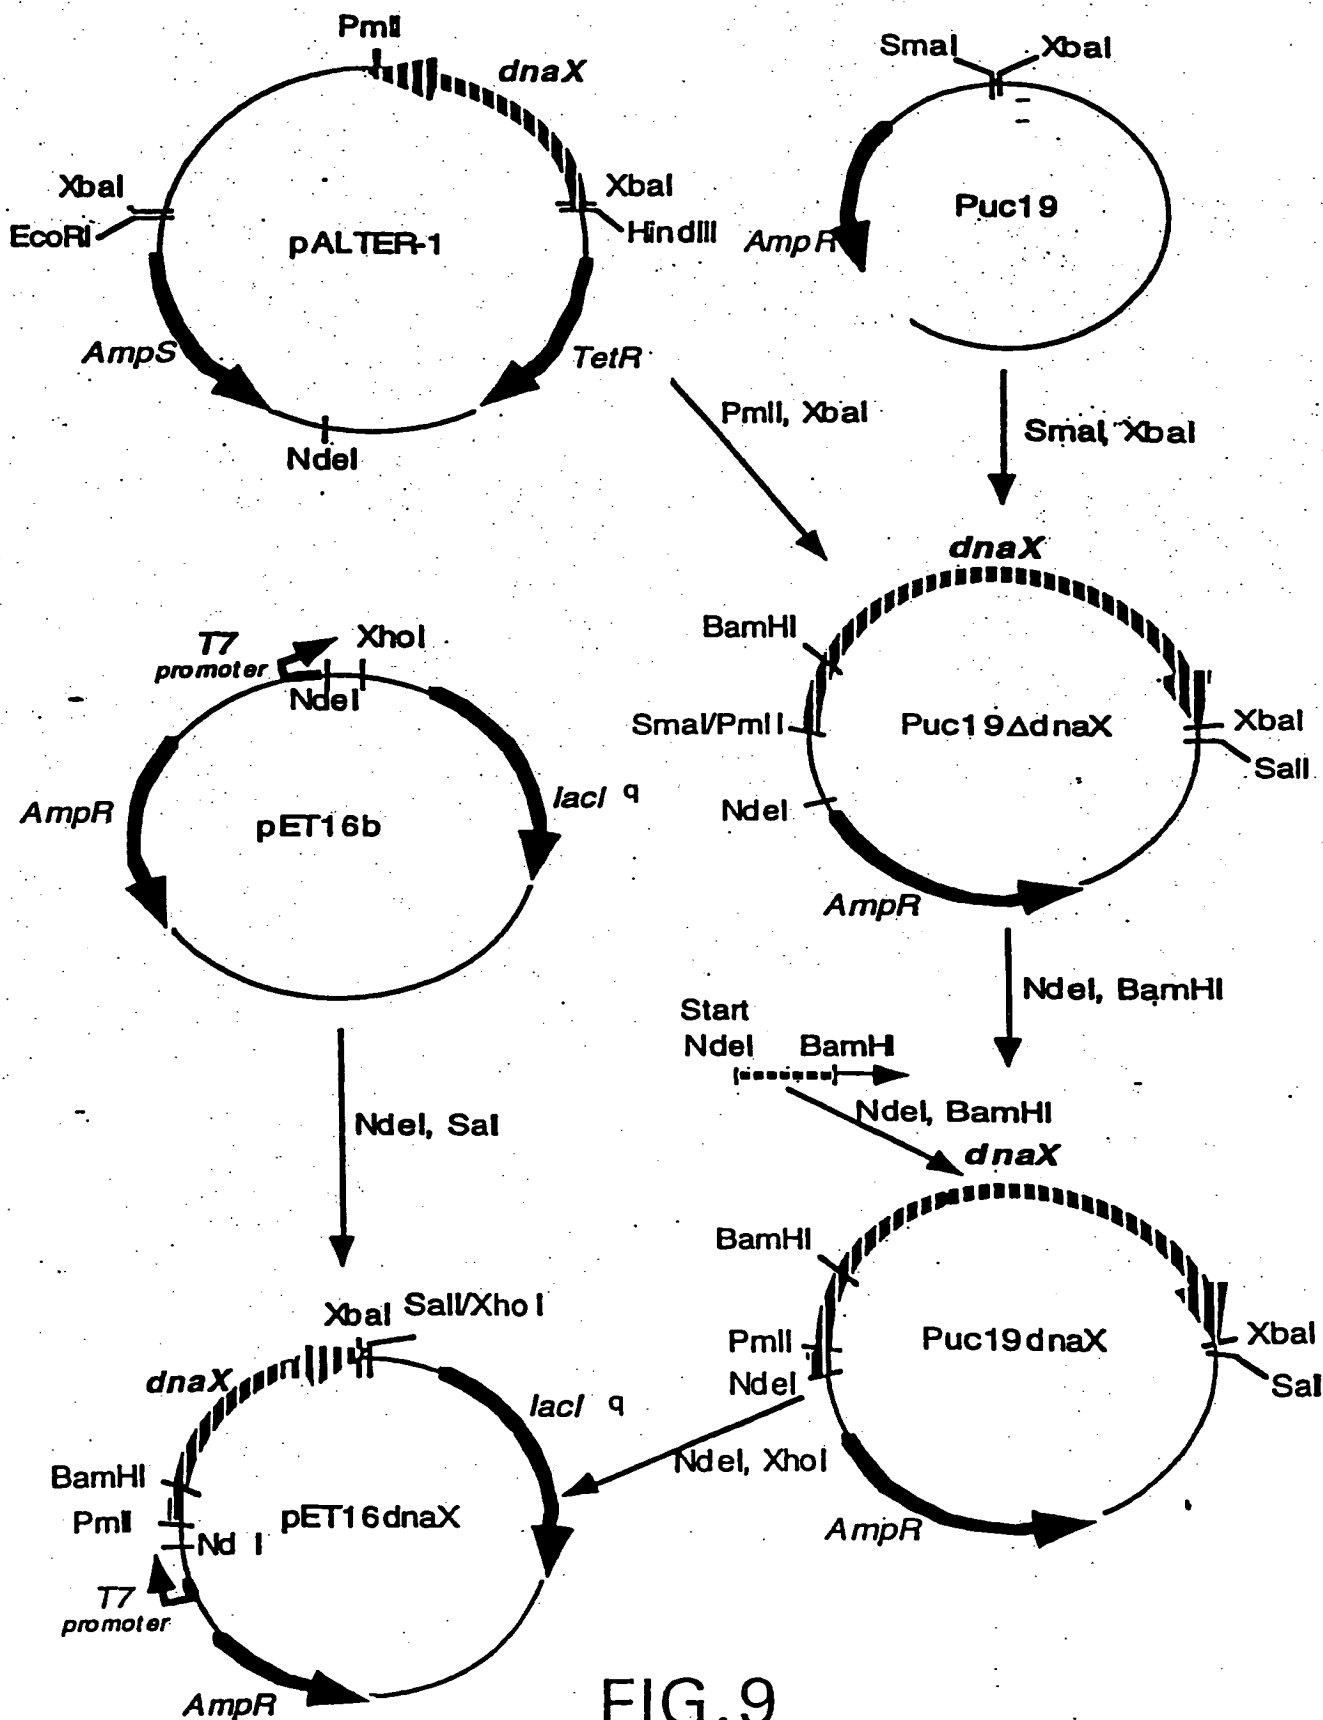 PmlI
dnaX
XbaI
EcoRI
pALTER-1
XbaI
HindIII
AmpS
TetR
NdeI
SmaI XbaI
Puc19
AmpR
PmlI, XbaI
SmaI, XbaI
dnaX
BamHI
SmaI/PmlI
Puc19ΔdnaX
XbaI
SalI
NdeI
AmpR
T7
promoter
XhoI
NdeI
AmpR
pET16b
lacI q
NdeI, BamHI
Start
NdeI BamHI
NdeI, BamHI
NdeI, SalI
dnaX
BamHI
PmlI
Puc19dnaX
NdeI
XbaI
Sal
AmpR
NdeI, XhoI
XbaI SalI/XhoI
dnaX
lacI q
BamHI
PmlI
pET16dnaX
Nd I
T7
promoter
AmpR
FIG.9